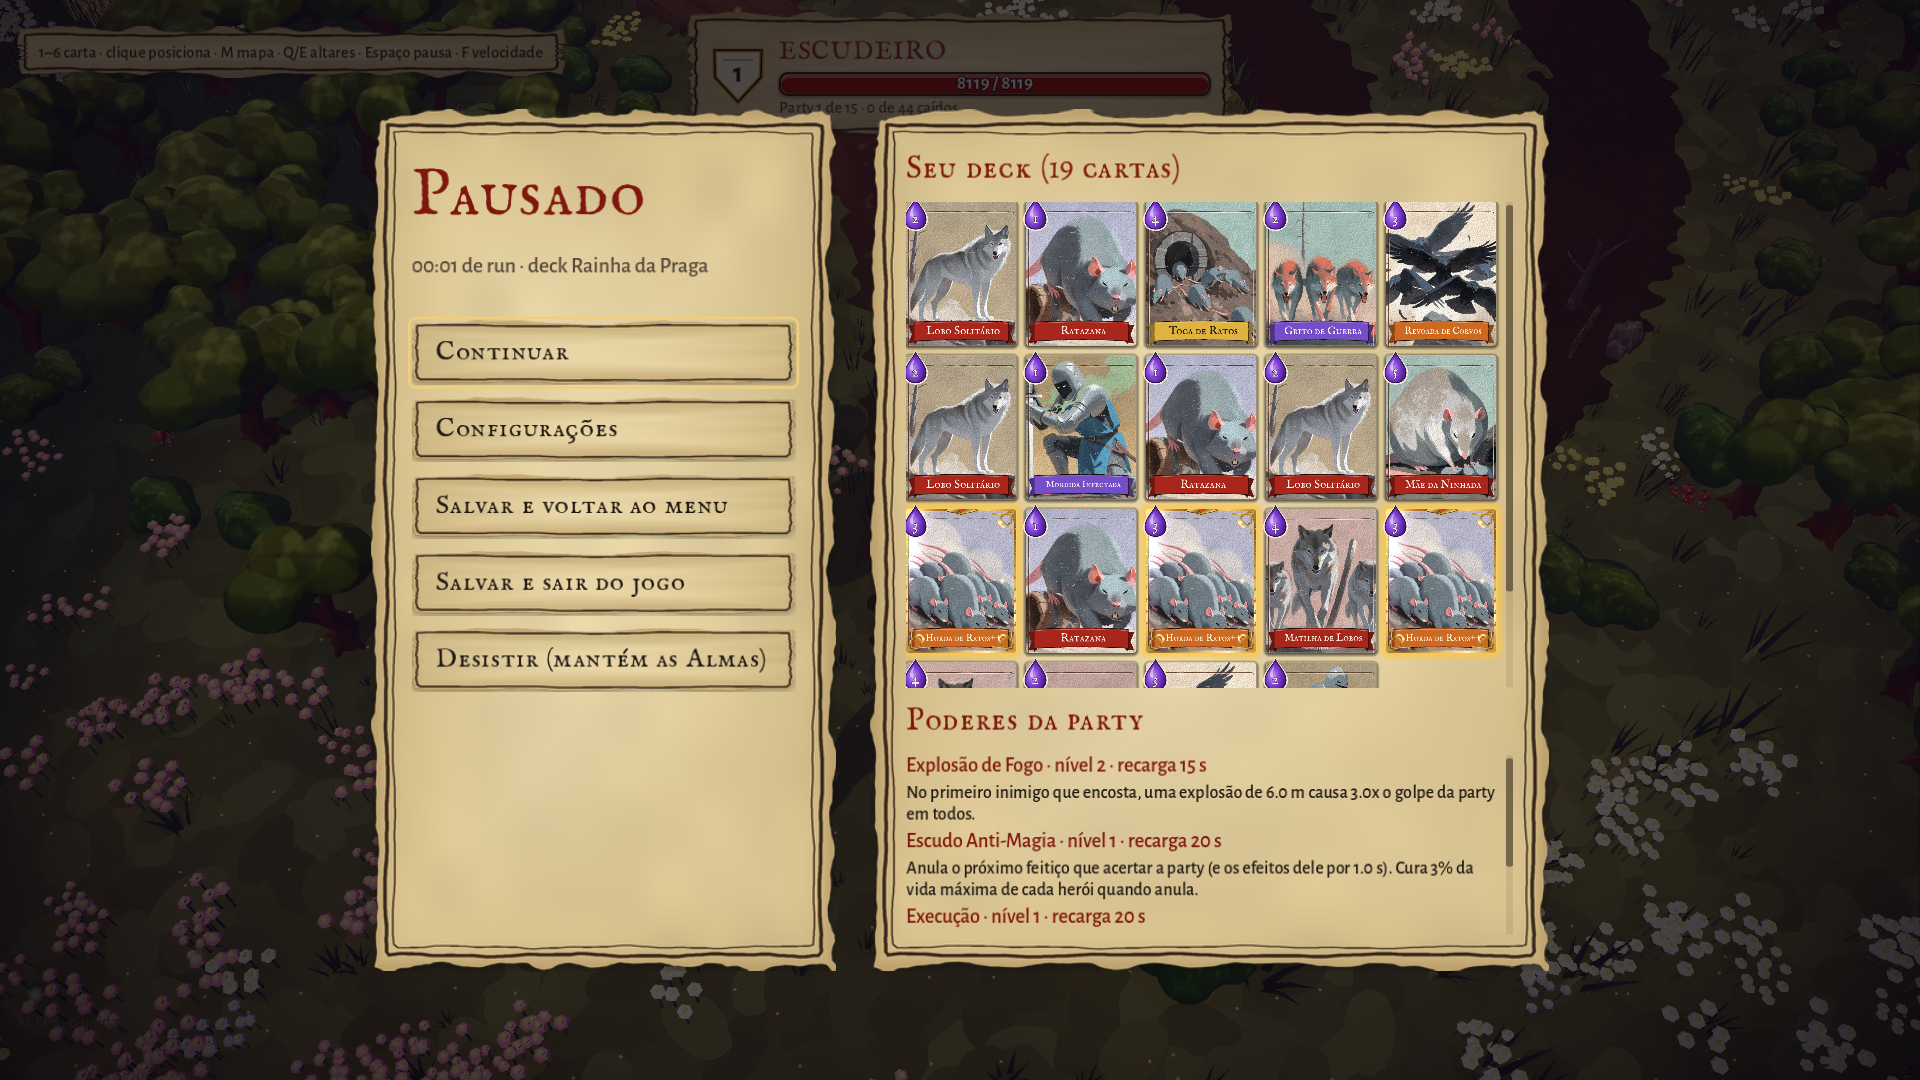 1–6 carta · clique posiciona · M mapa · Q/E altares · Espaço pausa · F velocidade
1
ESCUDEIRO
8119 / 8119
Party 1 de 15 · 0 de 44 caídos
Pausado
00:01 de run · deck Rainha da Praga
Continuar
Configurações
Salvar e voltar ao menu
Salvar e sair do jogo
Desistir (mantém as Almas)
Seu deck (19 cartas)
2 1 4 2 3
Lobo Solitário Ratazana Toca de Ratos Grito de Guerra Revoada de Corvos
2 1 1 2 5
Lobo Solitário Mordida Infectada Ratazana Lobo Solitário Mãe da Ninhada
3 1 3 4 3
Horda de Ratos+ Ratazana Horda de Ratos+ Matilha de Lobos Horda de Ratos+
4 2 3 2
Poderes da party
Explosão de Fogo · nível 2 · recarga 15 s
No primeiro inimigo que encosta, uma explosão de 6.0 m causa 3.0x o golpe da party
em todos.
Escudo Anti-Magia · nível 1 · recarga 20 s
Anula o próximo feitiço que acertar a party (e os efeitos dele por 1.0 s). Cura 3% da
vida máxima de cada herói quando anula.
Execução · nível 1 · recarga 20 s